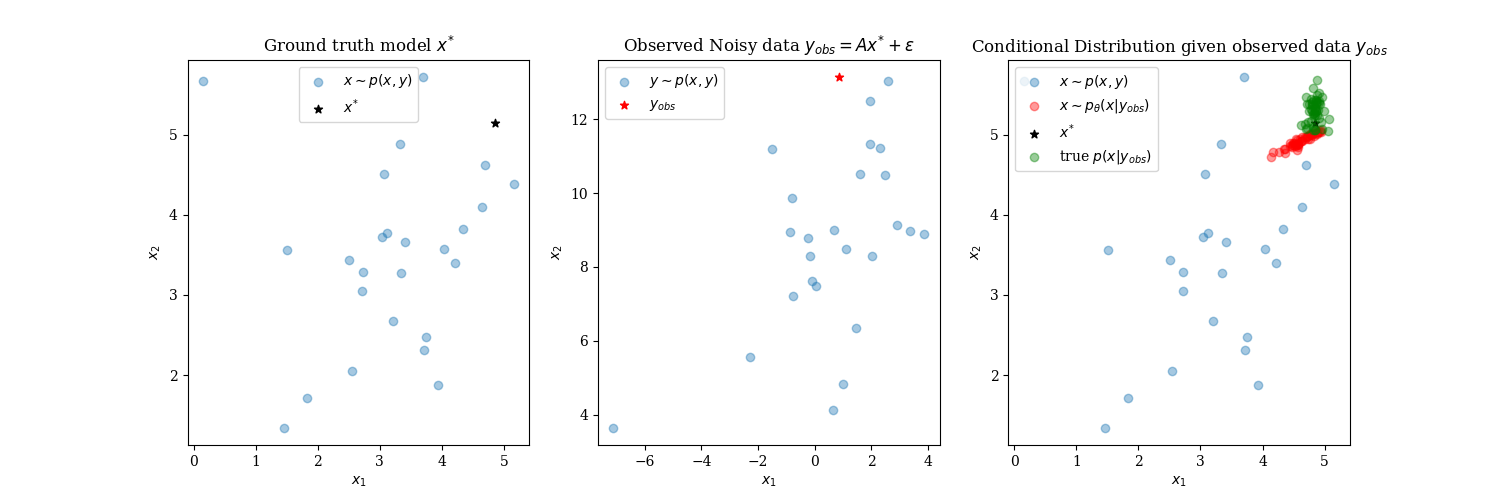 Ground truth model x*
x ~ p(x, y)
x*
5
4
3
2
x₂
0 1 2 3 4 5
x₁
Observed Noisy data y_obs = Ax* + ε
y ~ p(x, y)
y_obs
12
10
8
6
4
x₂
−6 −4 −2 0 2 4
x₁
Conditional Distribution given observed data y_obs
x ~ p(x, y)
x ~ p_θ(x|y_obs)
x*
true p(x|y_obs)
5
4
3
2
x₂
0 1 2 3 4 5
x₁